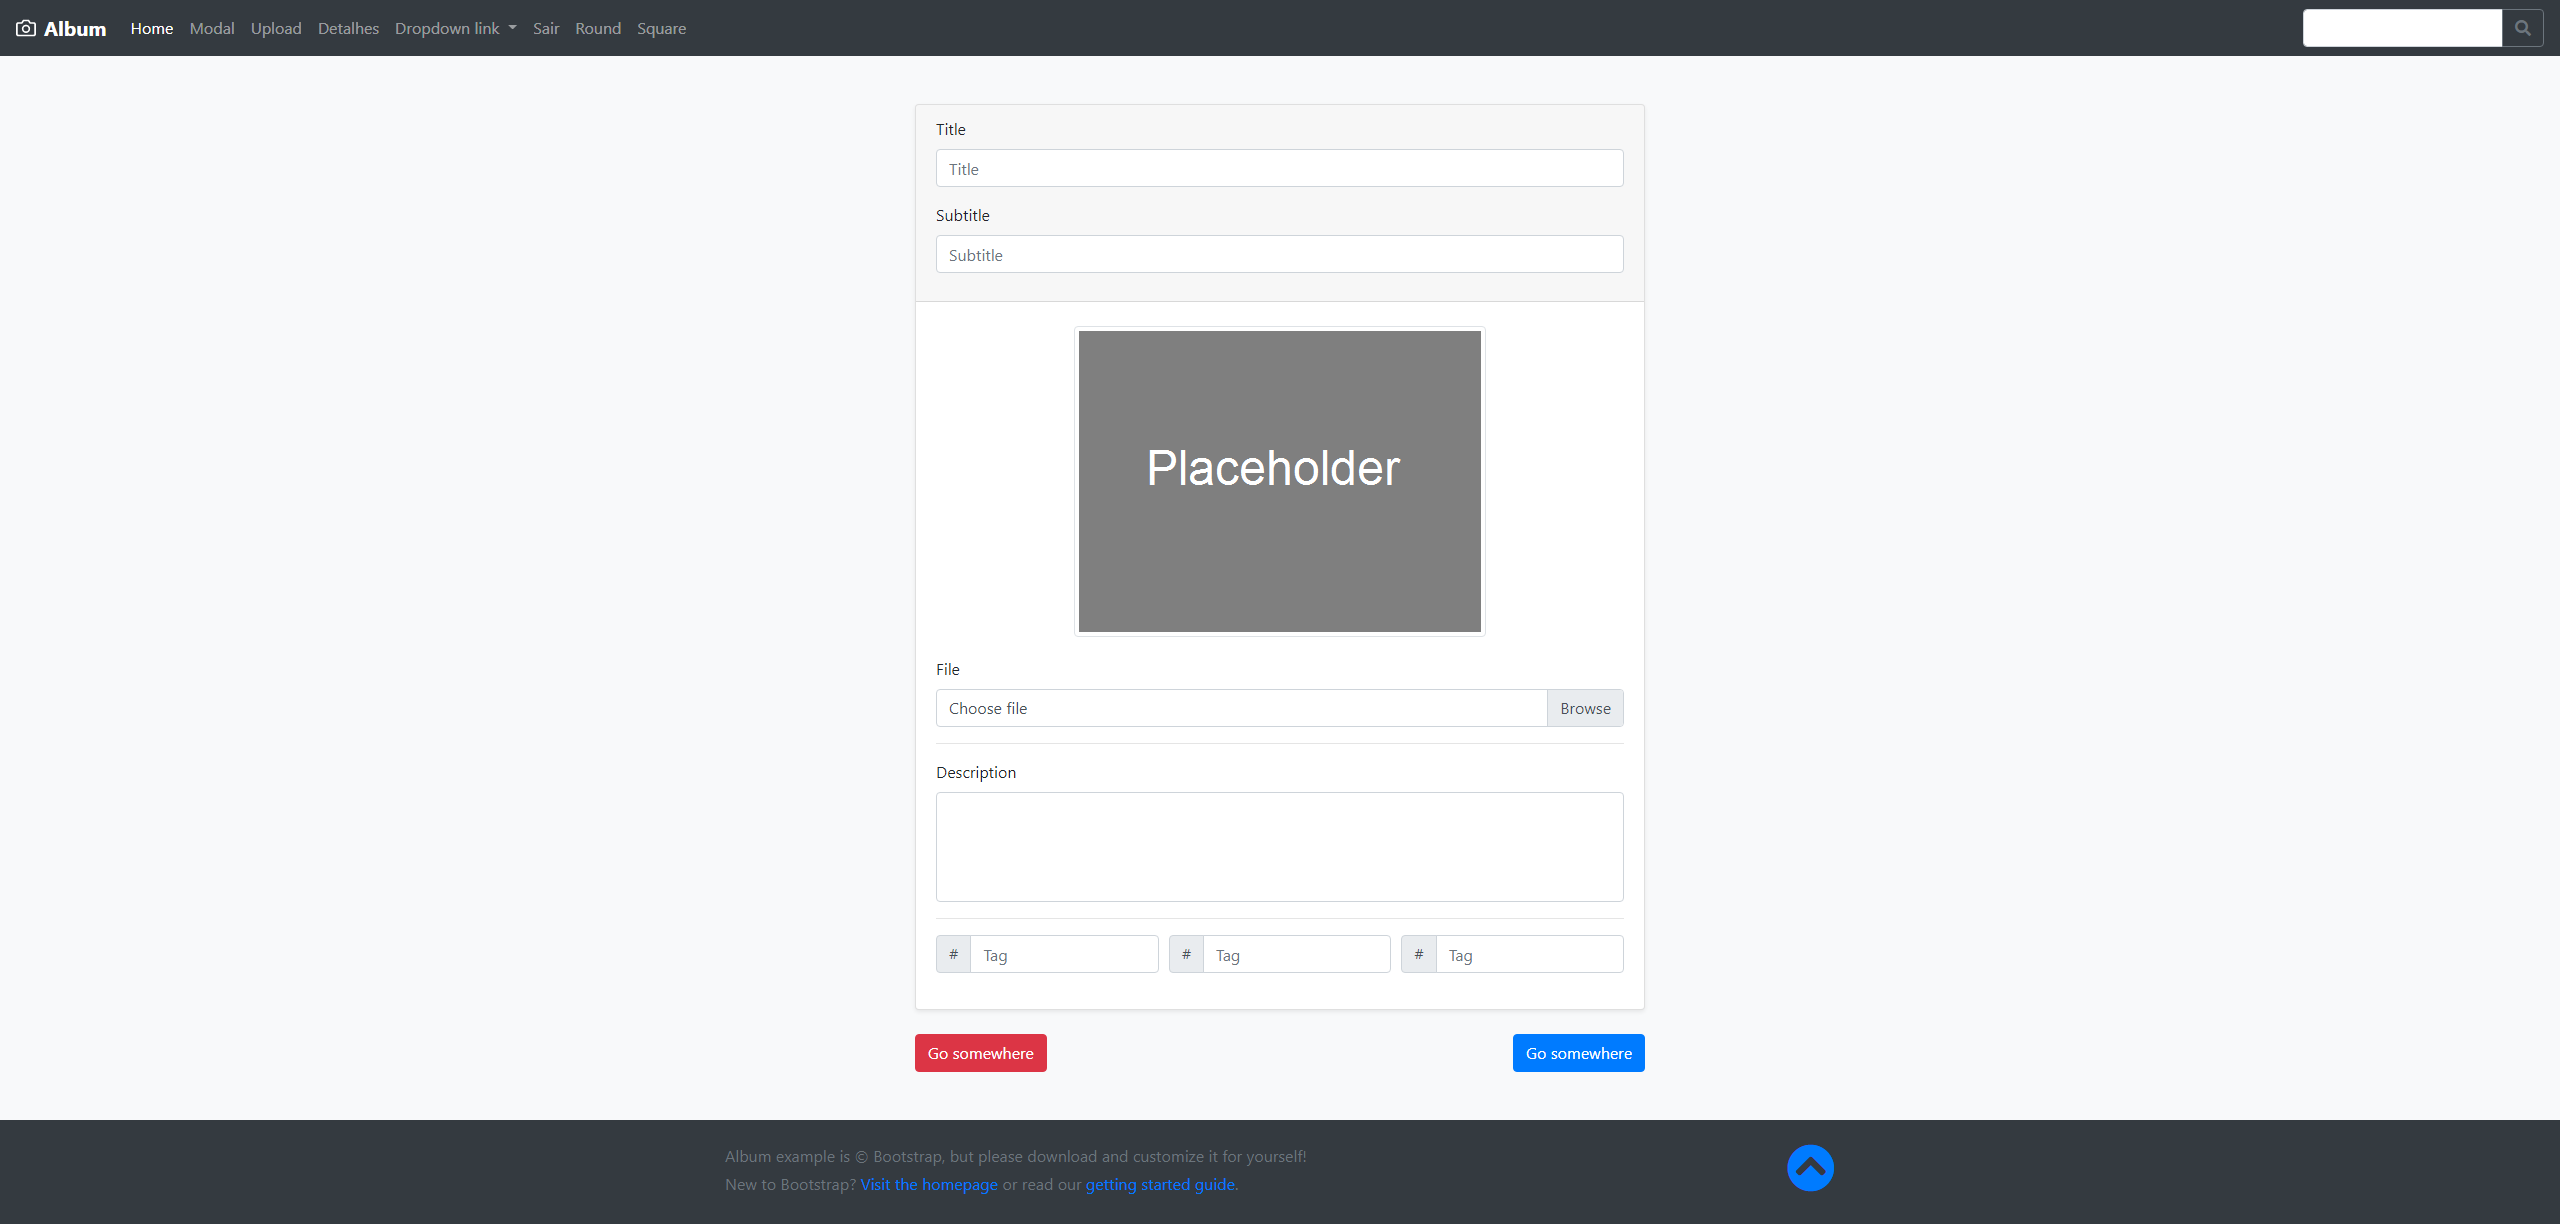 Album Home Modal Upload Detalhes Dropdown link Sair Round Square
Title
Title
Subtitle
Subtitle
Placeholder
File
Choose file Browse
Description
# Tag # Tag # Tag
Go somewhere Go somewhere
Album example is © Bootstrap, but please download and customize it for yourself!
New to Bootstrap? Visit the homepage or read our getting started guide.